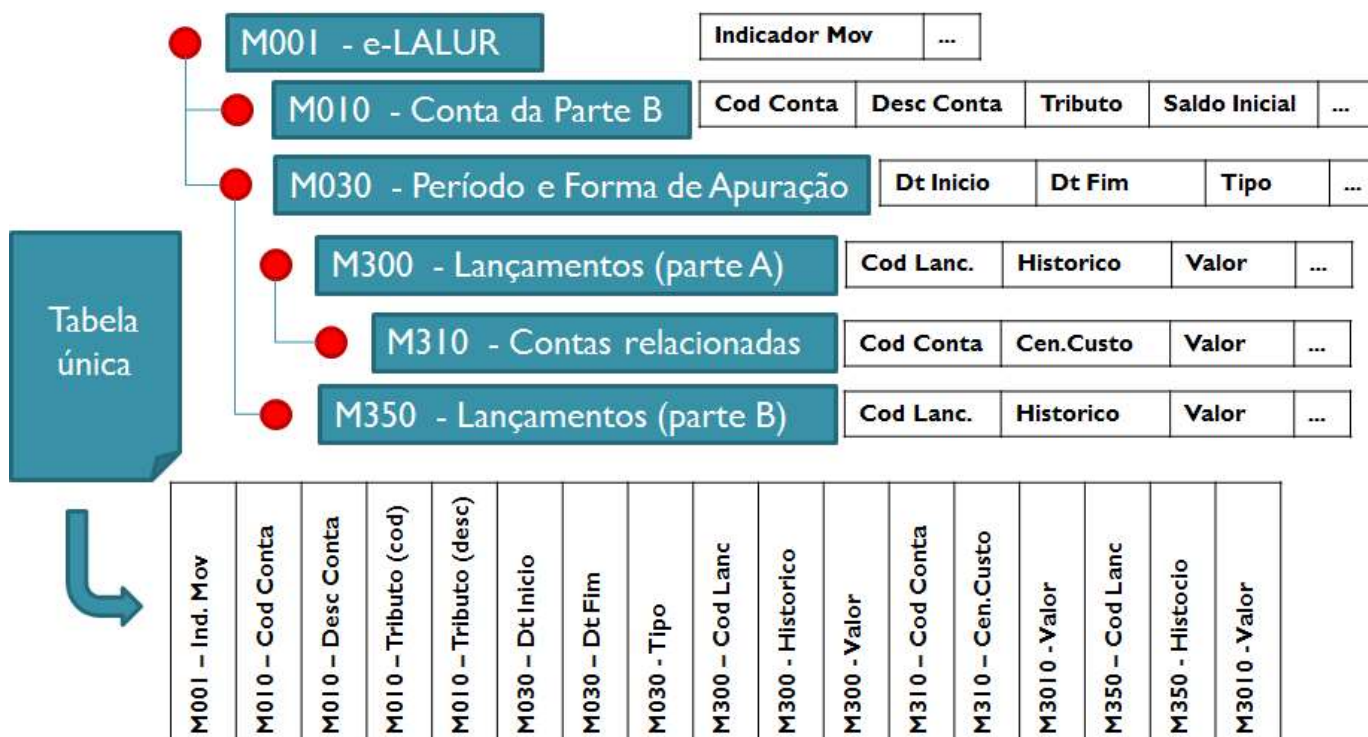 M001 - e-LALUR
Indicador Mov ...
M010 - Conta da Parte B
Cod Conta Desc Conta Tributo Saldo Inicial ...
M030 - Período e Forma de Apuração
Dt Inicio Dt Fim Tipo ...
M300 - Lançamentos (parte A)
Cod Lanc. Historico Valor ...
M310 - Contas relacionadas
Cod Conta Cen.Custo Valor ...
M350 - Lançamentos (parte B)
Cod Lanc. Historico Valor ...
Tabela
única
M001 – Ind. Mov
M010 – Cod Conta
M010 – Desc Conta
M010 – Tributo (cod)
M010 – Tributo (desc)
M030 – Dt Inicio
M030 – Dt Fim
M030 - Tipo
M300 – Cod Lanc
M300 - Historico
M300 - Valor
M310 – Cod Conta
M310 – Cen.Custo
M3010 -Valor
M350 – Cod Lanc
M350 - Histocio
M3010 -Valor